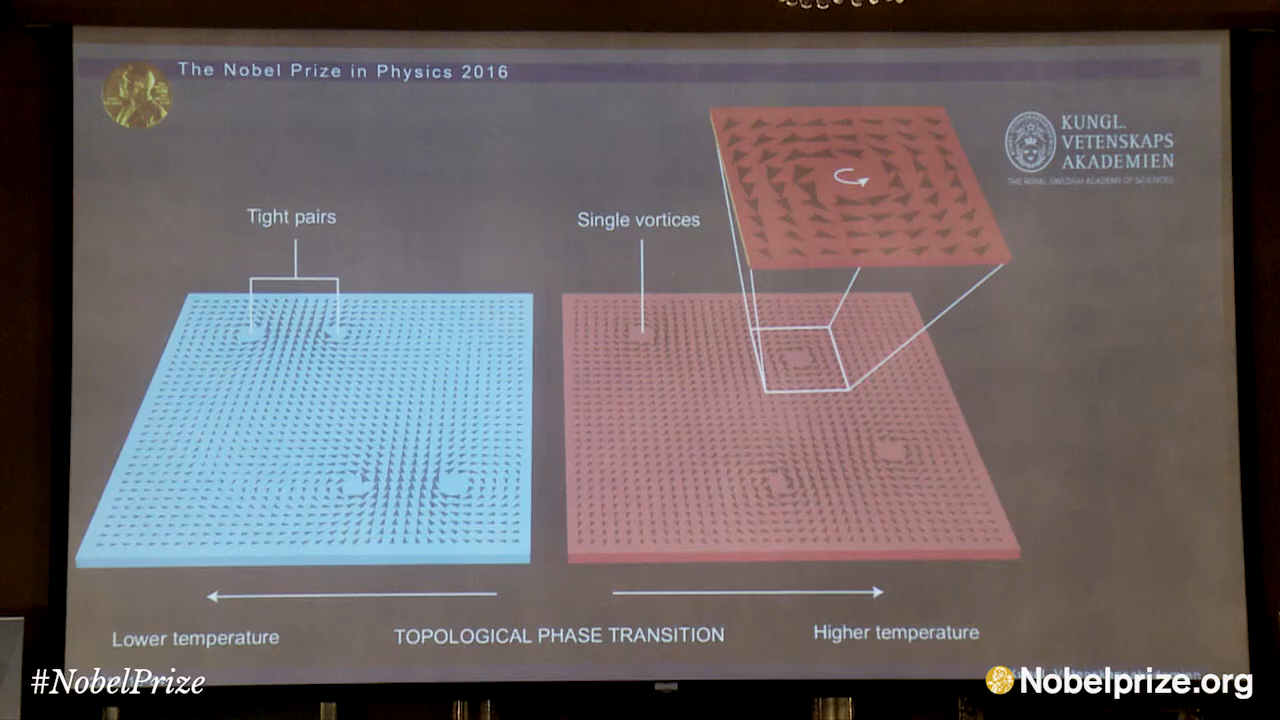 The Nobel Prize in Physics 2016
KUNGL.
VETENSKAPS
AKADEMIEN
THE ROYAL SWEDISH ACADEMY OF SCIENCES
Tight pairs
Single vortices
Lower temperature
TOPOLOGICAL PHASE TRANSITION
Higher temperature
#NobelPrize
Nobelprize.org